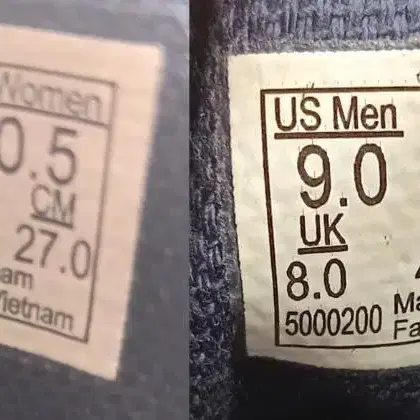 Women
0.5
CM
27.0
am
Vietnam
US Men
9.0
UK
8.0
5000200 Ma
Fa